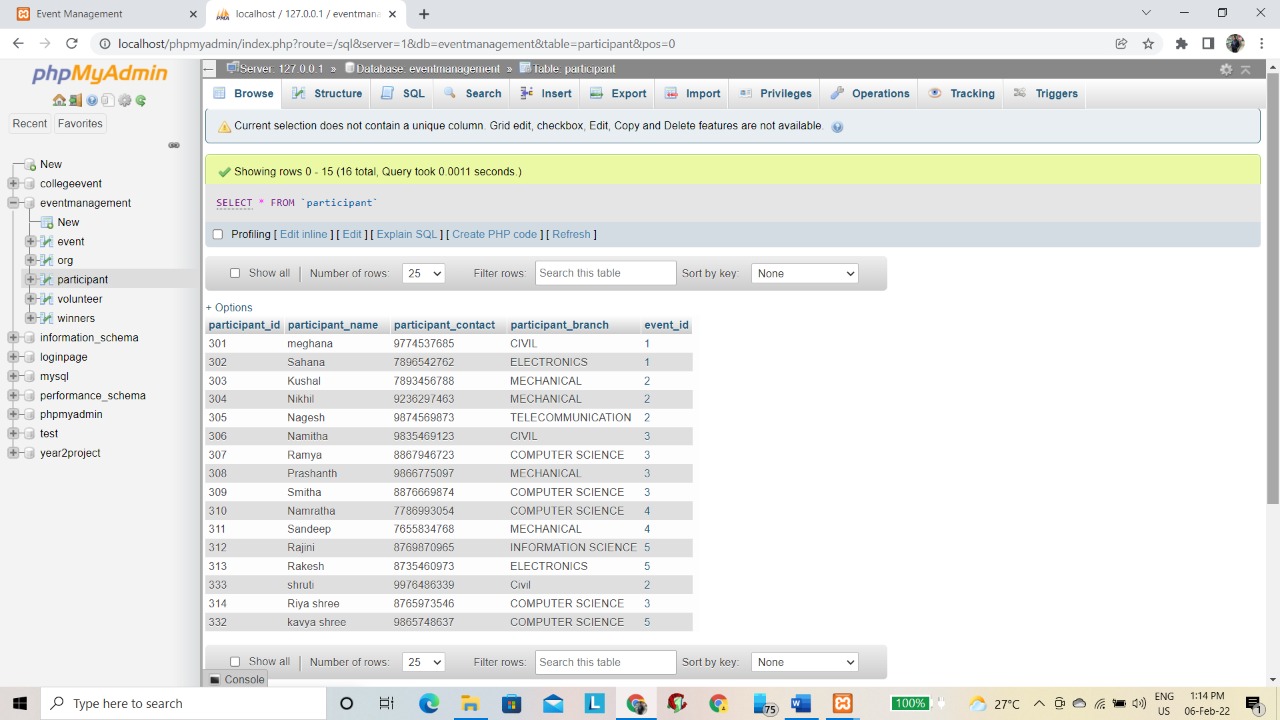 Event Management
localhost / 127.0.0.1 / eventmana
localhost/phpmyadmin/index.php?route=/sql&server=1&db=eventmanagement&table=participant&pos=0
phpMyAdmin
Recent Favorites
New
collegeevent
eventmanagement
New
event
org
participant
volunteer
winners
information_schema
loginpage
mysql
performance_schema
phpmyadmin
test
year2project
Server: 127.0.0.1 » Database: eventmanagement » Table: participant
Browse Structure SQL Search Insert Export Import Privileges Operations Tracking Triggers
Current selection does not contain a unique column. Grid edit, checkbox, Edit, Copy and Delete features are not available.
Showing rows 0 - 15 (16 total, Query took 0.0011 seconds.)
SELECT * FROM `participant`
Profiling [ Edit inline ] [ Edit ] [ Explain SQL ] [ Create PHP code ] [ Refresh ]
Show all | Number of rows: 25 Filter rows: Search this table Sort by key: None
+ Options
participant_id participant_name participant_contact participant_branch event_id
301 meghana 9774537685 CIVIL 1
302 Sahana 7896542762 ELECTRONICS 1
303 Kushal 7893456788 MECHANICAL 2
304 Nikhil 9236297463 MECHANICAL 2
305 Nagesh 9874569873 TELECOMMUNICATION 2
306 Namitha 9835469123 CIVIL 3
307 Ramya 8867946723 COMPUTER SCIENCE 3
308 Prashanth 9866775097 MECHANICAL 3
309 Smitha 8876669874 COMPUTER SCIENCE 3
310 Namratha 7786993054 COMPUTER SCIENCE 4
311 Sandeep 7655834768 MECHANICAL 4
312 Rajini 8769870965 INFORMATION SCIENCE 5
313 Rakesh 8735460973 ELECTRONICS 5
333 shruti 9976486339 Civil 2
314 Riya shree 8765973546 COMPUTER SCIENCE 3
332 kavya shree 9865748637 COMPUTER SCIENCE 5
Show all | Number of rows: 25 Filter rows: Search this table Sort by key: None
Console
Type here to search
75
100%
27°C
ENG
US
1:14 PM
06-Feb-22
1